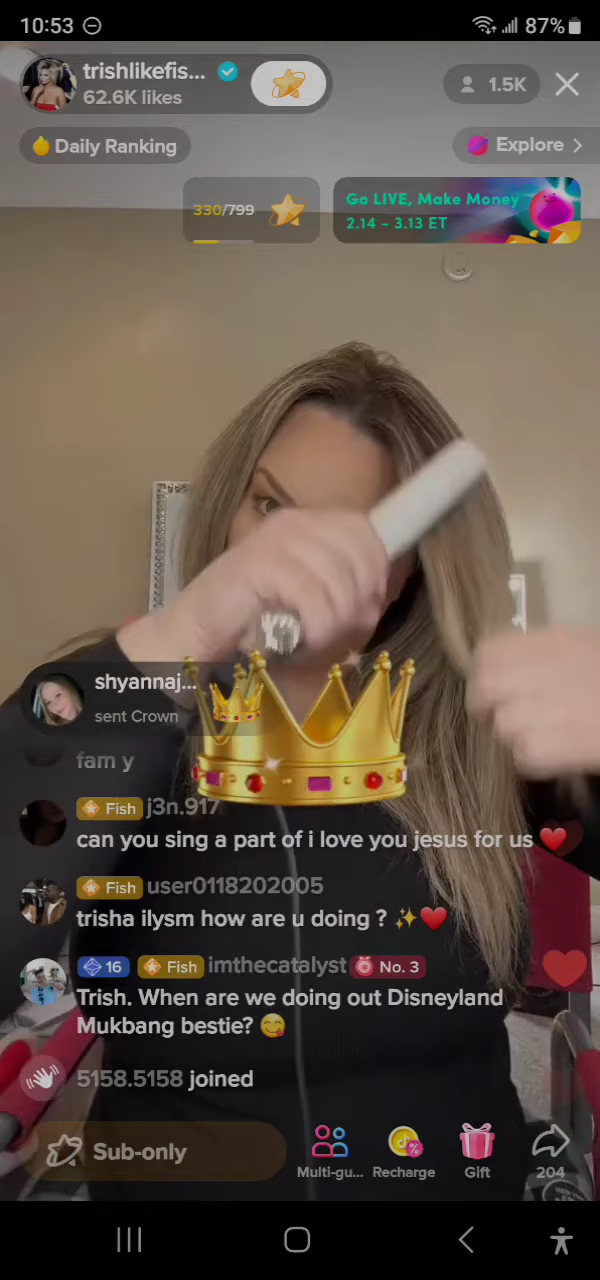 10:53
87%
trishlikefis...
62.6K likes
1.5K
Daily Ranking
Explore >
330/799
Go LIVE, Make Money
2.14 – 3.13 ET
shyannaj...
sent Crown
fam y
Fish j3n.917
can you sing a part of i love you jesus for us ❤️
Fish user0118202005
trisha ilysm how are u doing ? ✨❤️
16 Fish imthecatalyst No. 3
Trish. When are we doing out Disneyland
Mukbang bestie? 😋
5158.5158 joined
Sub-only
Multi-gu... Recharge Gift 204